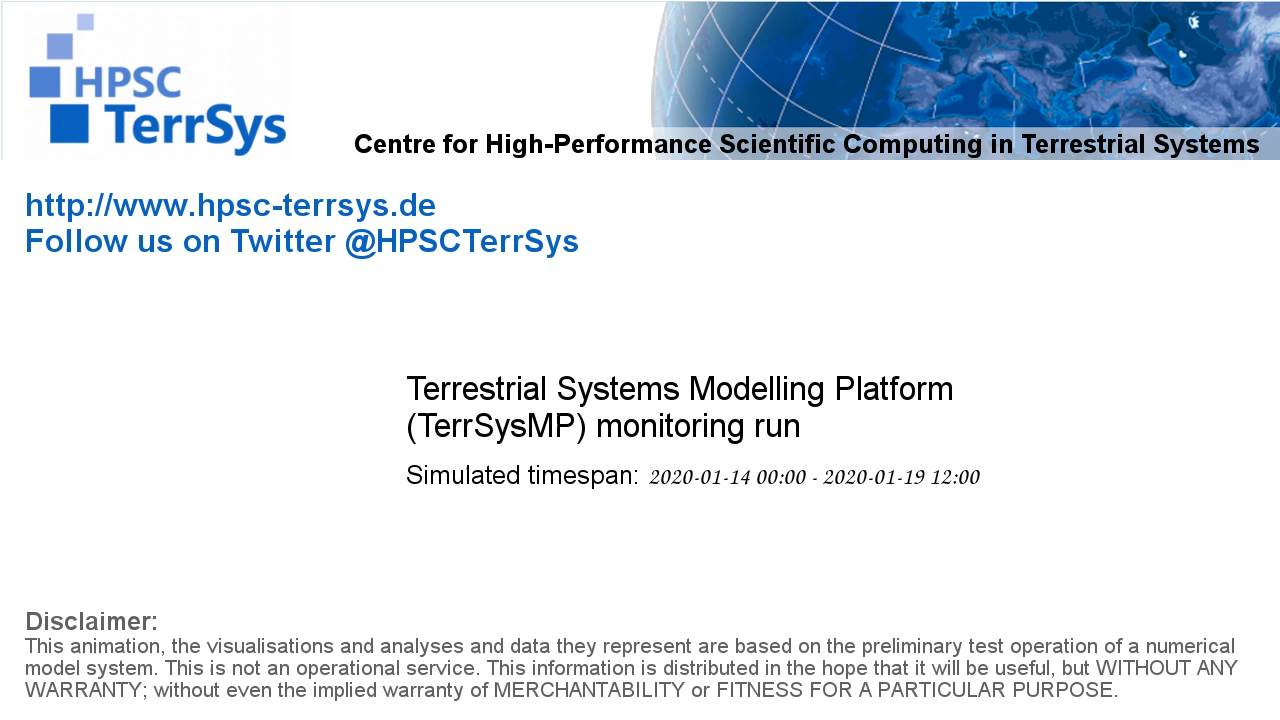 HPSC
TerrSys
Centre for High-Performance Scientific Computing in Terrestrial Systems
http://www.hpsc-terrsys.de
Follow us on Twitter @HPSCTerrSys
Terrestrial Systems Modelling Platform
(TerrSysMP) monitoring run
Simulated timespan: 2020-01-14 00:00 - 2020-01-19 12:00
Disclaimer:
This animation, the visualisations and analyses and data they represent are based on the preliminary test operation of a numerical
model system. This is not an operational service. This information is distributed in the hope that it will be useful, but WITHOUT ANY
WARRANTY; without even the implied warranty of MERCHANTABILITY or FITNESS FOR A PARTICULAR PURPOSE.